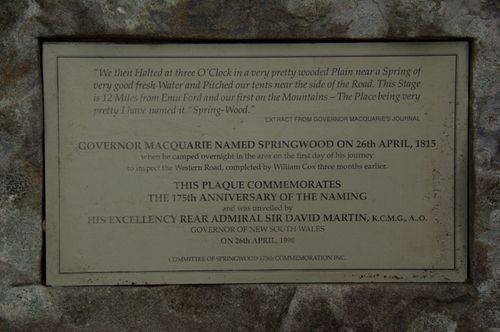 "We then Halted at three O'Clock in a very pretty wooded Plain near a Spring of
very good fresh Water and Pitched our tents near the side of the Road. This Stage
is 12 Miles from Emu Ford and our first on the Mountains – The Place being very
pretty I have named it "Spring-Wood."
EXTRACT FROM GOVERNOR MACQUARIE'S JOURNAL
GOVERNOR MACQUARIE NAMED SPRINGWOOD ON 26th APRIL, 1815
when he camped overnight in the area on the first day of his journey
to inspect the Western Road, completed by William Cox three months earlier.
THIS PLAQUE COMMEMORATES
THE 175th ANNIVERSARY OF THE NAMING
and was unveiled by
HIS EXCELLENCY REAR ADMIRAL SIR DAVID MARTIN, K.C.M.G., A.O.
GOVERNOR OF NEW SOUTH WALES
ON 26th APRIL, 1990
COMMITTEE OF SPRINGWOOD COMMEMORATION INC.